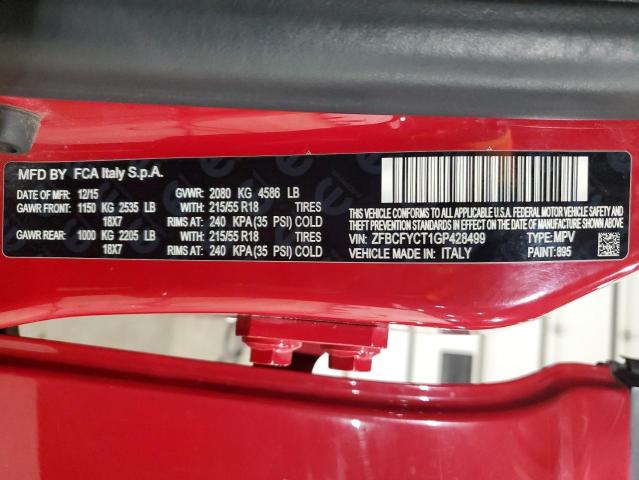 MFD BY FCA Italy S.p.A.
DATE OF MFR: 12/15 GVWR: 2080 KG 4586 LB
GAWR FRONT: 1150 KG 2535 LB WITH: 215/55 R18 TIRES
18X7 RIMS AT: 240 KPA(35 PSI) COLD
GAWR REAR: 1000 KG 2205 LB WITH: 215/55 R18 TIRES
18X7 RIMS AT: 240 KPA(35 PSI) COLD
THIS VEHICLE CONFORMS TO ALL APPLICABLE U.S.A. FEDERAL MOTOR VEHICLE SAFETY AND
THEFT PREVENTION STANDARDS IN EFFECT ON THE DATE OF MANUFACTURE SHOWN ABOVE.
VIN: ZFBCFYCT1GP428499 TYPE: MPV
VEHICLE MADE IN: ITALY PAINT: 895